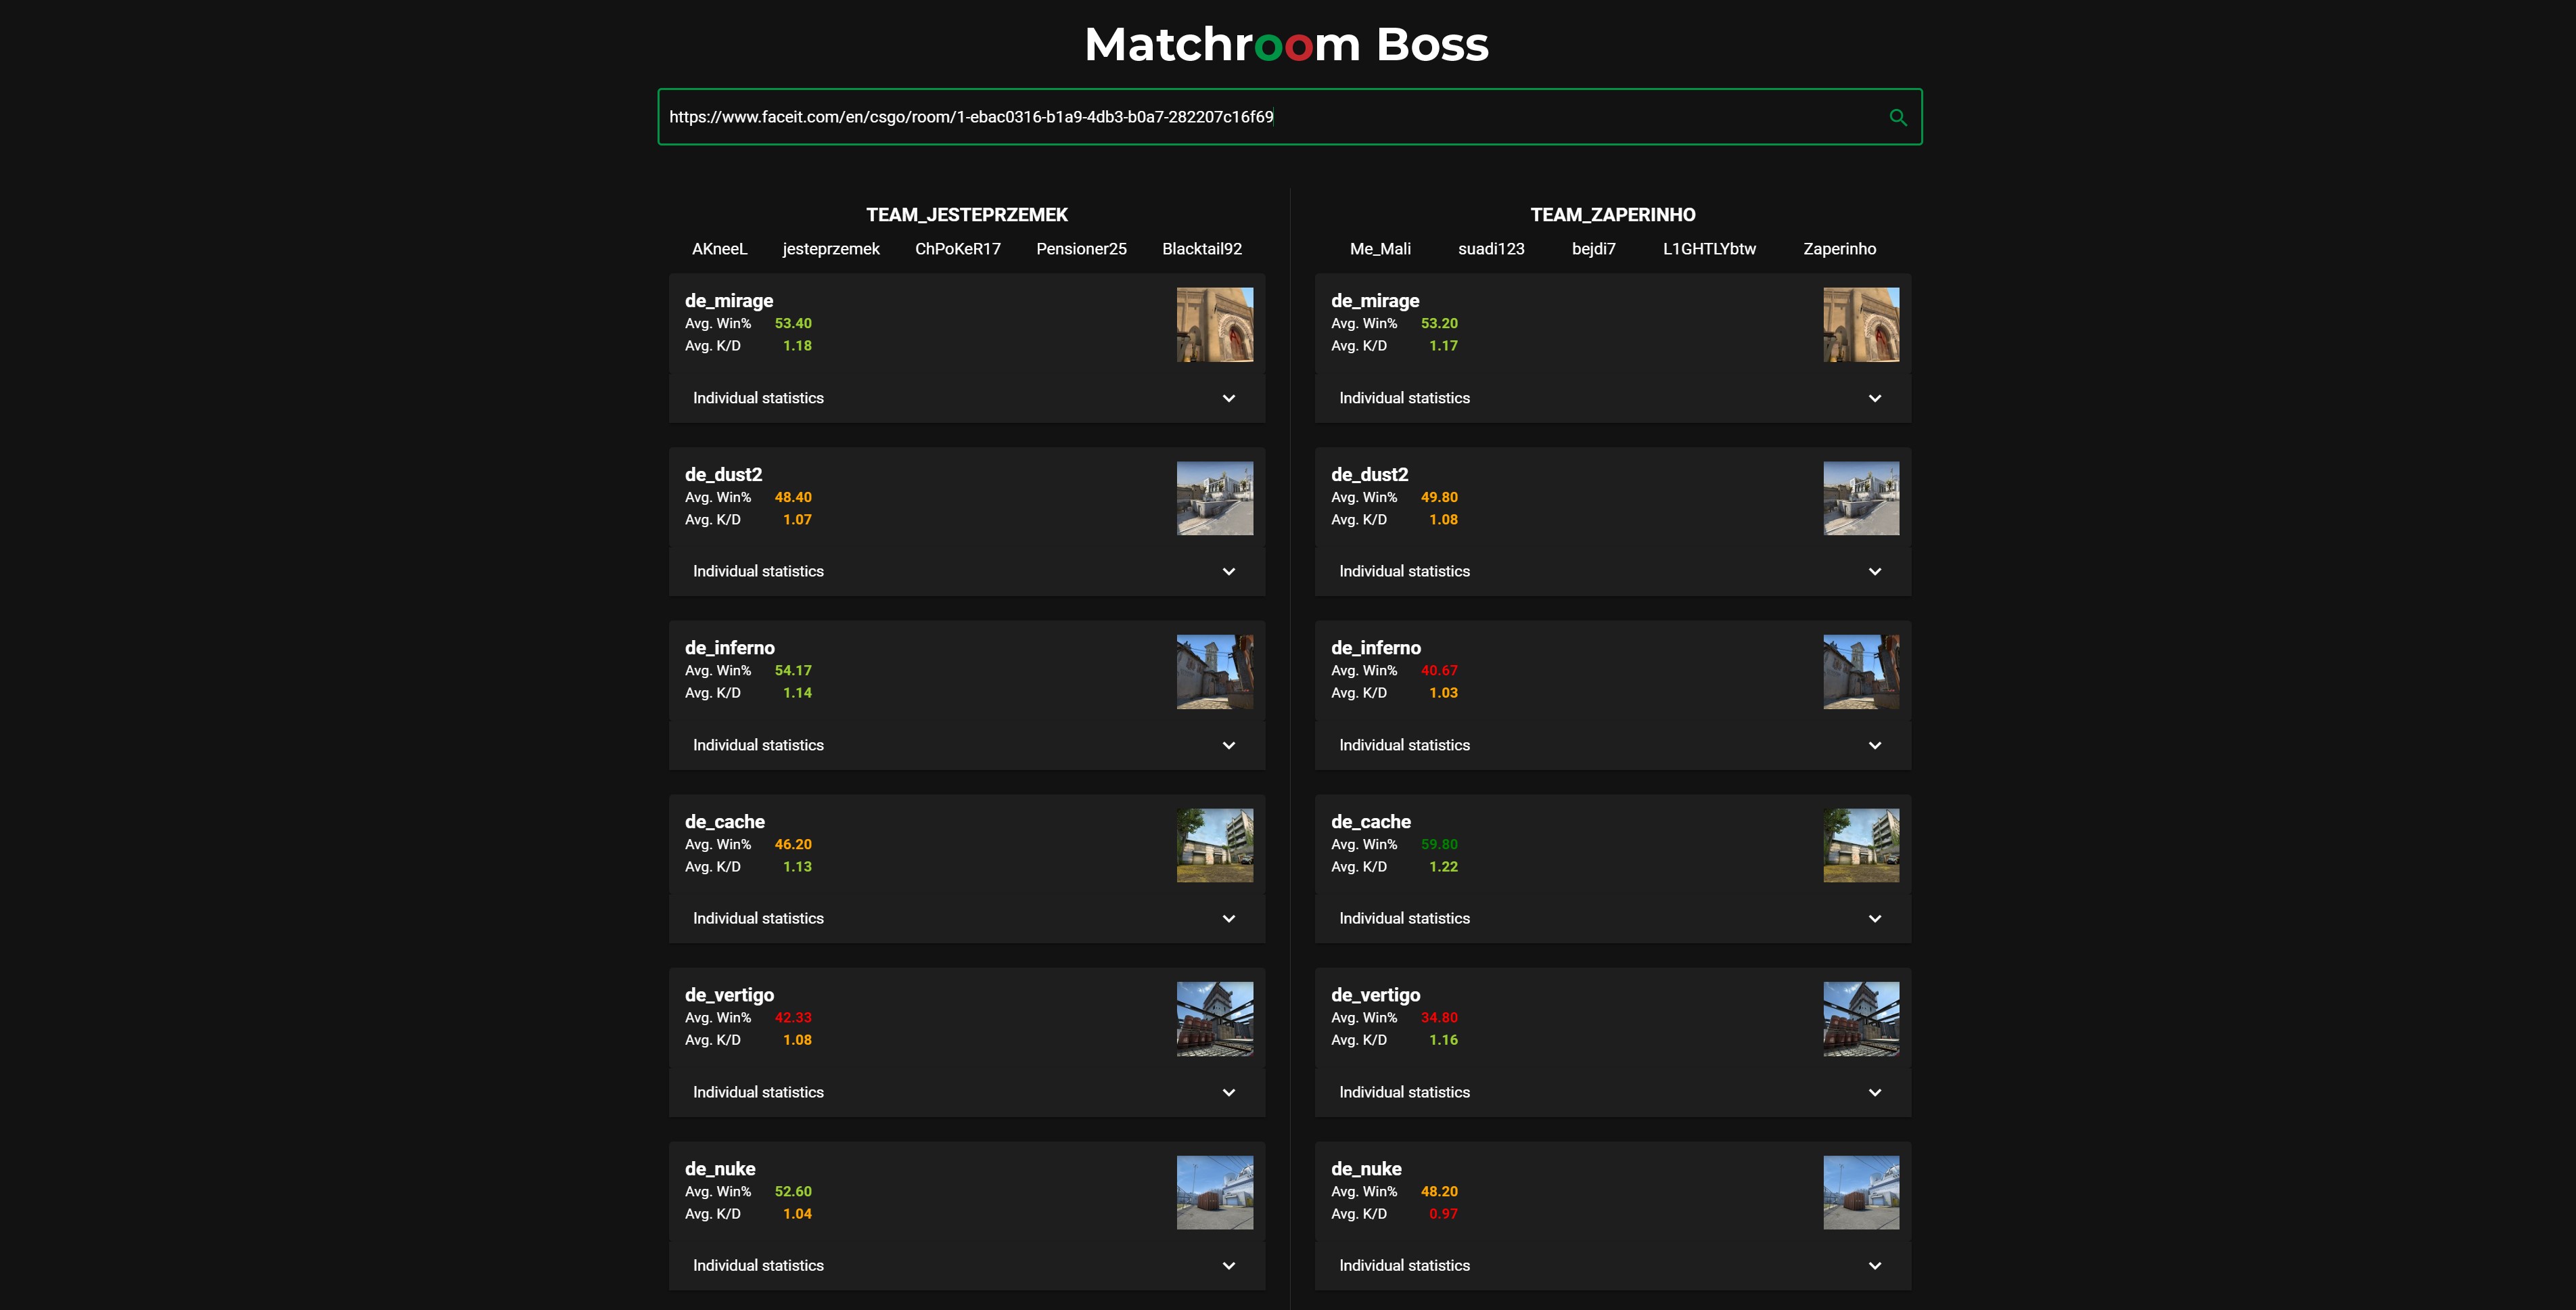 Matchroom Boss
https://www.faceit.com/en/csgo/room/1-ebac0316-b1a9-4db3-b0a7-282207c16f69
TEAM_JESTEPRZEMEK
AKneeL jesteprzemek ChPoKeR17 Pensioner25 Blacktail92
de_mirage
Avg. Win% 53.40
Avg. K/D 1.18
Individual statistics
de_dust2
Avg. Win% 48.40
Avg. K/D 1.07
Individual statistics
de_inferno
Avg. Win% 54.17
Avg. K/D 1.14
Individual statistics
de_cache
Avg. Win% 46.20
Avg. K/D 1.13
Individual statistics
de_vertigo
Avg. Win% 42.33
Avg. K/D 1.08
Individual statistics
de_nuke
Avg. Win% 52.60
Avg. K/D 1.04
Individual statistics
TEAM_ZAPERINHO
Me_Mali suadi123 bejdi7 L1GHTLYbtw Zaperinho
de_mirage
Avg. Win% 53.20
Avg. K/D 1.17
Individual statistics
de_dust2
Avg. Win% 49.80
Avg. K/D 1.08
Individual statistics
de_inferno
Avg. Win% 40.67
Avg. K/D 1.03
Individual statistics
de_cache
Avg. Win% 59.80
Avg. K/D 1.22
Individual statistics
de_vertigo
Avg. Win% 34.80
Avg. K/D 1.16
Individual statistics
de_nuke
Avg. Win% 48.20
Avg. K/D 0.97
Individual statistics